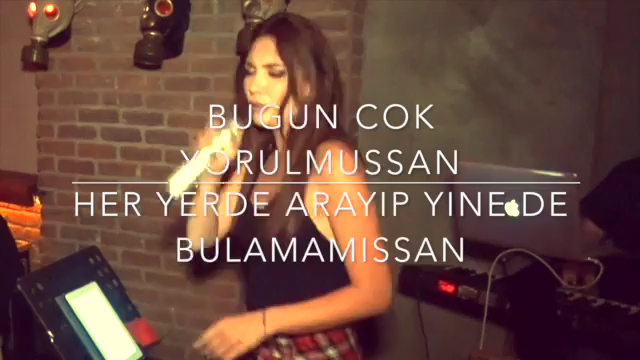 BUGUN COK
YORULMUSSAN
HER YERDE ARAYIP YINE DE
BULAMAMISSAN